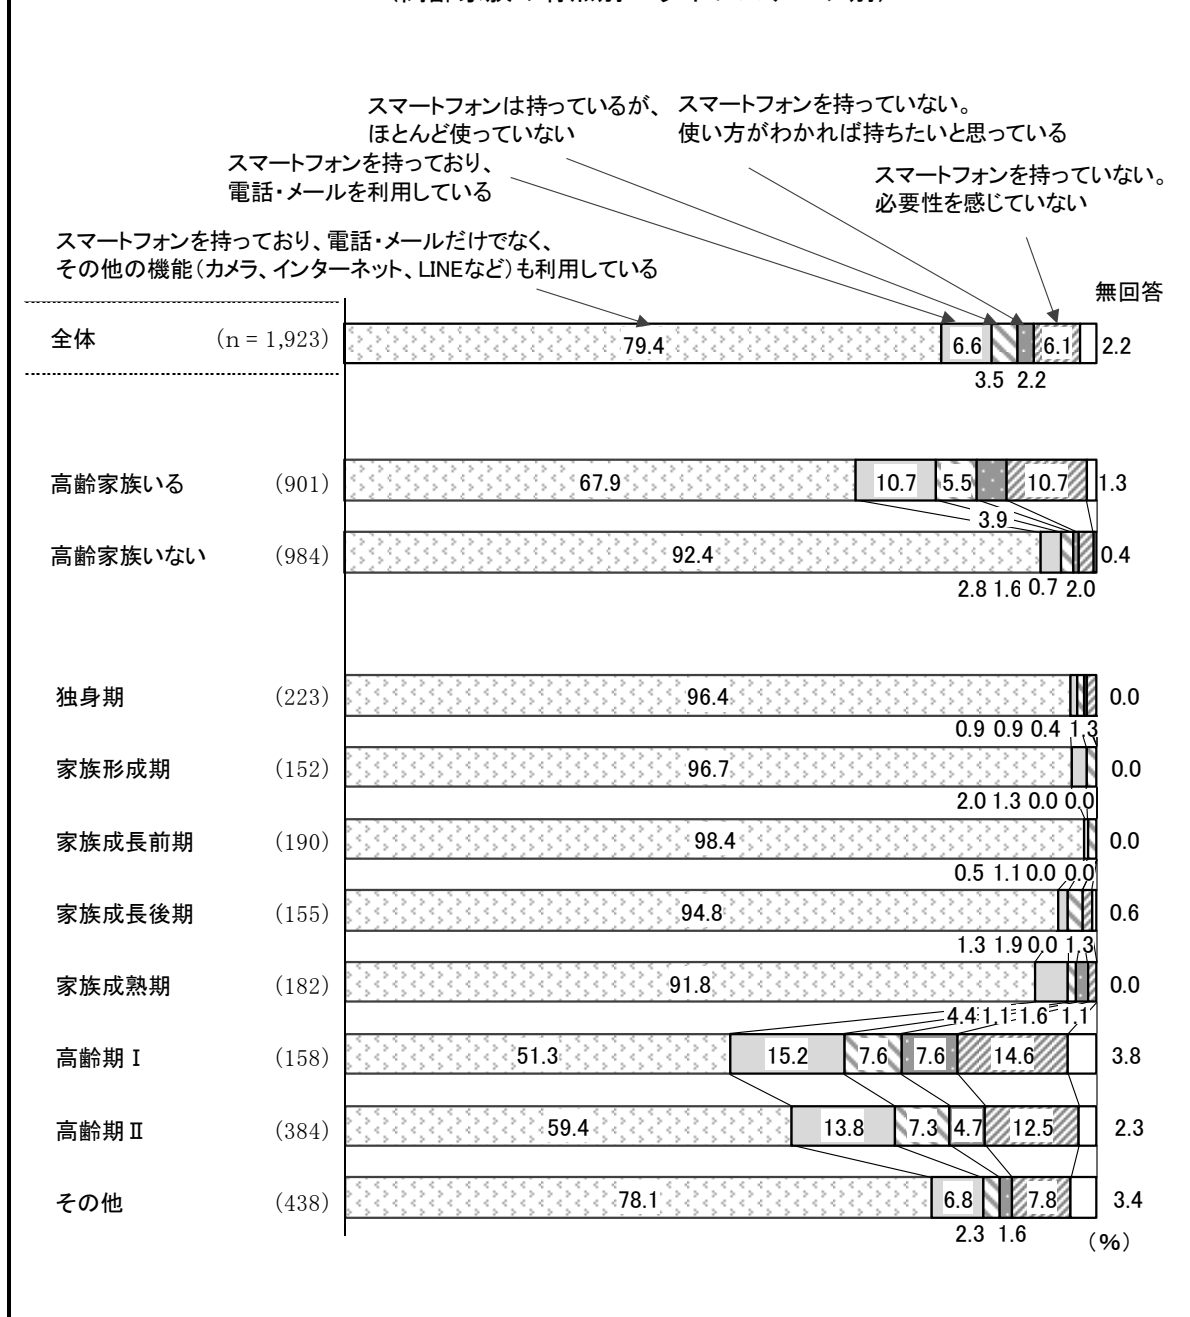 スマートフォンは持っているが、
ほとんど使っていない
スマートフォンを持っていない。
使い方がわかれば持ちたいと思っている
スマートフォンを持っており、
電話・メールを利用している
スマートフォンを持っていない。
必要性を感じていない
スマートフォンを持っており、電話・メールだけでなく、
その他の機能（カメラ、インターネット、LINEなど）も利用している
無回答
全体 (n = 1,923) 79.4 6.6 6.1 2.2
3.5 2.2
高齢家族いる (901) 67.9 10.7 5.5 10.7 1.3
3.9
高齢家族いない (984) 92.4 0.4
2.8 1.6 0.7 2.0
独身期 (223) 96.4 0.0
0.9 0.9 0.4 1.3
家族形成期 (152) 96.7 0.0
2.0 1.3 0.0 0.0
家族成長前期 (190) 98.4 0.0
0.5 1.1 0.0 0.0
家族成長後期 (155) 94.8 0.6
1.3 1.9 0.0 1.3
家族成熟期 (182) 91.8 0.0
4.4 1.1 1.6 1.1
高齢期Ⅰ (158) 51.3 15.2 7.6 7.6 14.6 3.8
高齢期Ⅱ (384) 59.4 13.8 7.3 4.7 12.5 2.3
その他 (438) 78.1 6.8 7.8 3.4
2.3 1.6
（%）